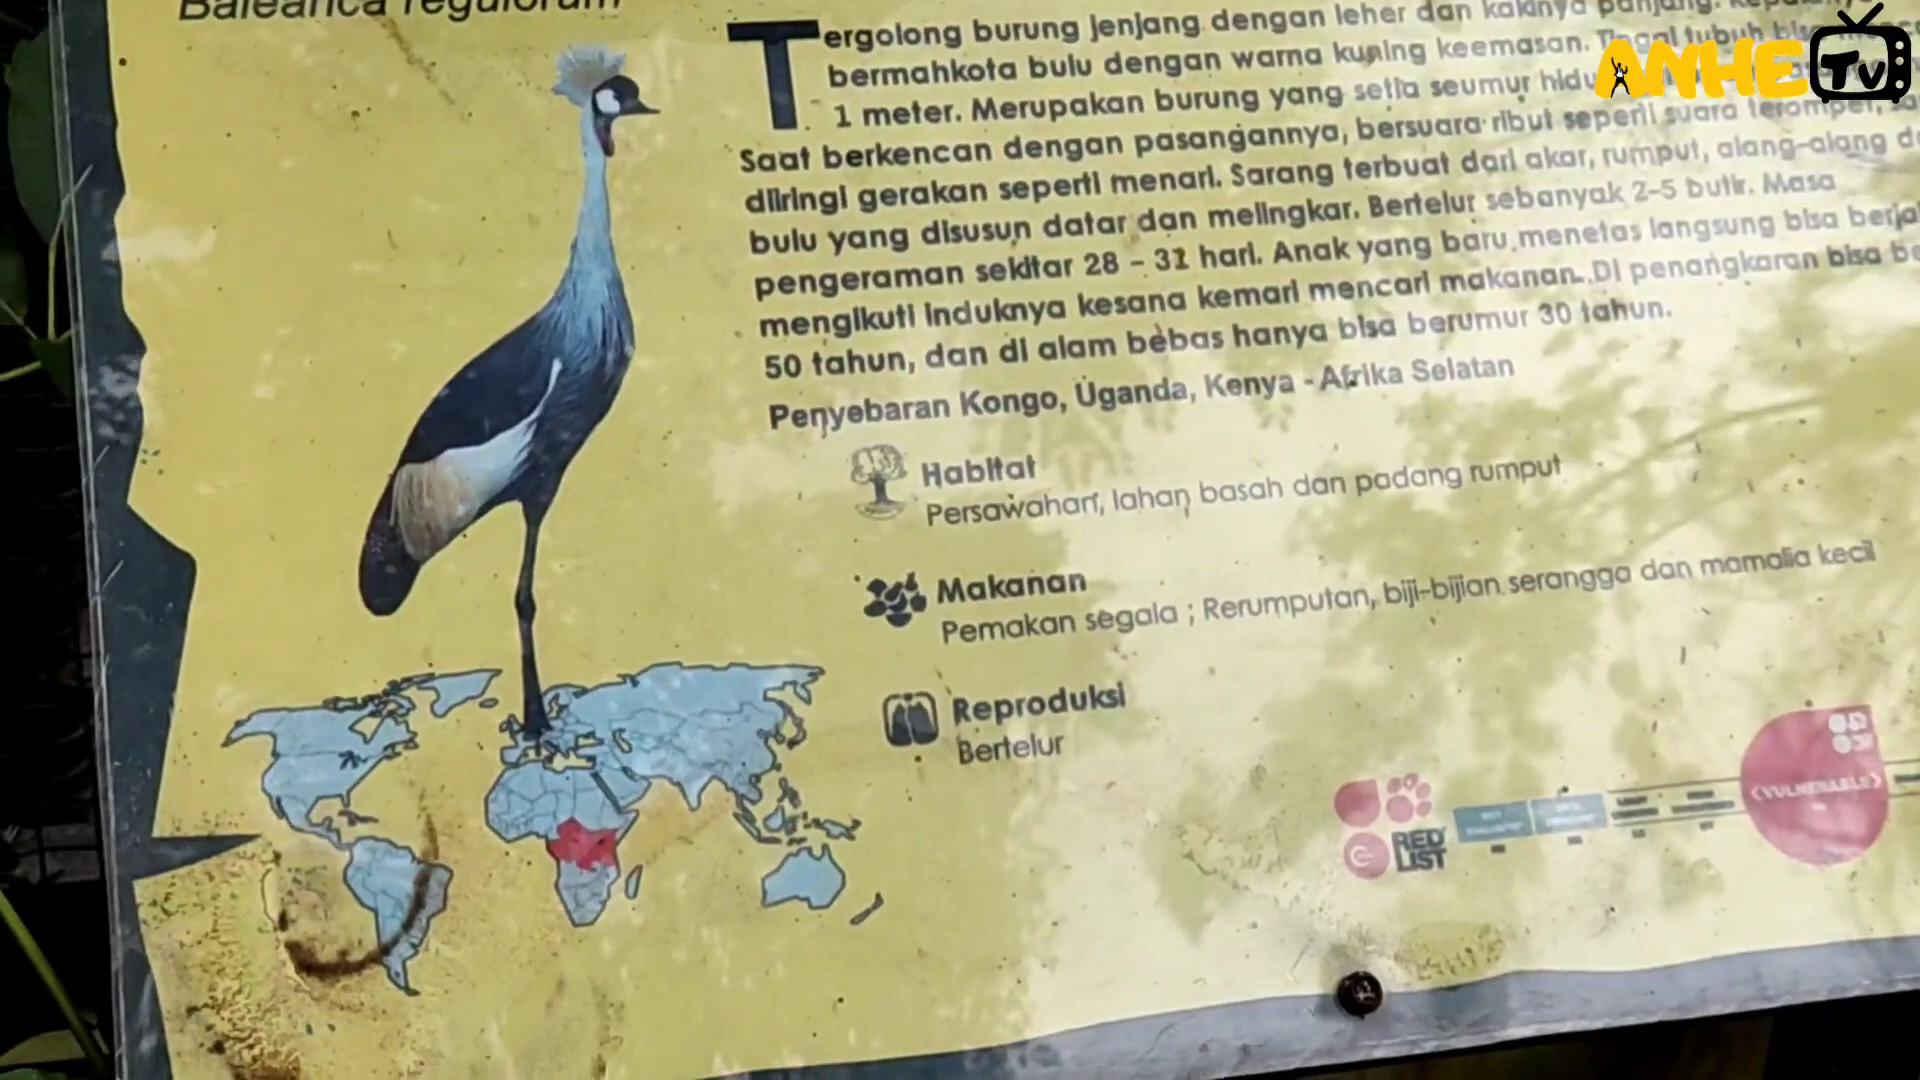 Balearica regulorum
Tergolong burung jenjang dengan leher dan kakinya panjang.
bermahkota bulu dengan warna kuning keemasan. Tinggi tubuh bisa
1 meter. Merupakan burung yang setia seumur
Saat berkencan dengan pasangannya, bersuara ribut seperti suara terompet,
diiringi gerakan seperti menari. Sarang terbuat dari akar, rumput, alang-alang
bulu yang disusun datar dan melingkar. Bertelur sebanyak 2-5 butir. Masa
pengeraman sekitar 28 - 31 hari. Anak yang baru menetas langsung bisa
mengikuti induknya kesana kemari mencari makanan. Di penangkaran bisa
50 tahun, dan di alam bebas hanya bisa berumur 30 tahun.
Penyebaran Kongo, Uganda, Kenya - Afrika Selatan
Habitat
Persawahan, lahan basah dan padang rumput
Makanan
Pemakan segala ; Rerumputan, biji-bijian serangga dan mamalia kecil
Reproduksi
Bertelur
RED
LIST
VULNERABLE
ANHE TV